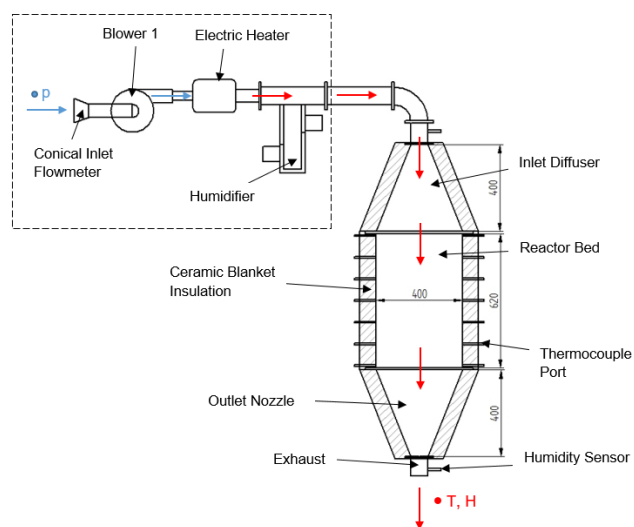 Blower 1
Electric Heater
p
Conical Inlet
Flowmeter
Humidifier
Inlet Diffuser
400
Reactor Bed
Ceramic Blanket
Insulation
400
620
Thermocouple
Port
Outlet Nozzle
400
Exhaust
Humidity Sensor
T, H